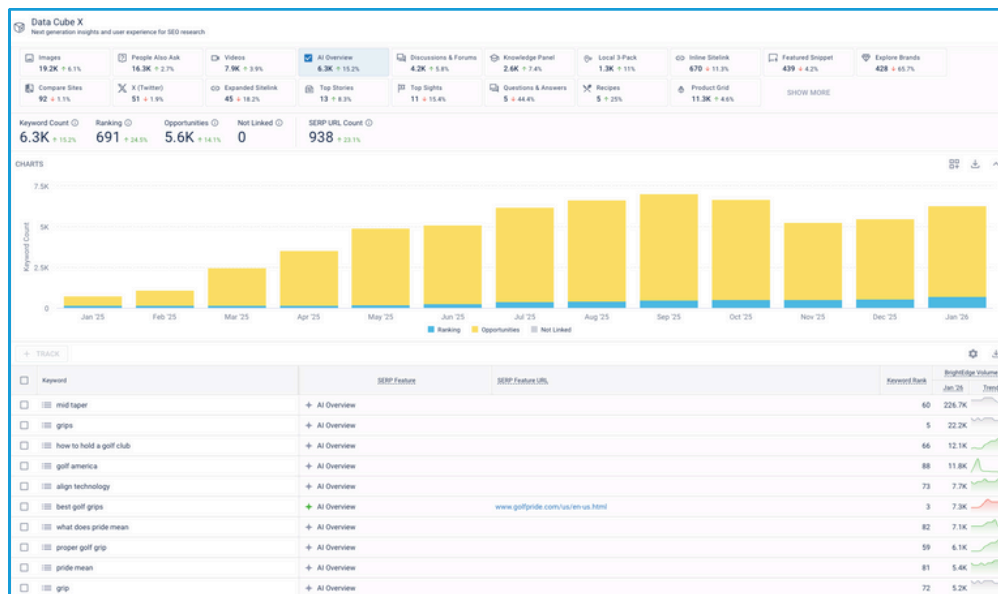 Data Cube X
Next generation insights and user experience for SEO research
Images People Also Ask Videos AI Overview Discussions & Forums Knowledge Panel Local 3-Pack Inline Sitelink Featured Snippet Explore Brands
19.2K ↑ 6.1% 16.3K ↑ 2.7% 7.9K ↑ 3.9% 6.3K ↑ 15.2% 4.2K ↑ 5.8% 2.6K ↑ 7.4% 1.3K ↑ 11% 670 ↓ 11.3% 439 ↓ 4.2% 428 ↓ 65.7%
Compare Sites X (Twitter) Expanded Sitelink Top Stories Top Sights Questions & Answers Recipes Product Grid
92 ↓ 1.1% 51 ↓ 1.9% 45 ↓ 18.2% 13 ↑ 8.3% 11 ↓ 15.4% 5 ↓ 44.4% 5 ↑ 25% 11.3K ↑ 4.6% SHOW MORE
Keyword Count Ranking Opportunities Not Linked SERP URL Count
6.3K ↑ 15.2% 691 ↑ 24.5% 5.6K ↑ 14.1% 0 938 ↑ 23.1%
CHARTS
Keyword Count
7.5K
5K
2.5K
0
Jan '25 Feb '25 Mar '25 Apr '25 May '25 Jun '25 Jul '25 Aug '25 Sep '25 Oct '25 Nov '25 Dec '25 Jan '26
Ranking Opportunities Not Linked
+ TRACK
Keyword SERP Feature SERP Feature URL Keyword Rank BrightEdge Volume
Jan '26 Trend
mid taper AI Overview 60 226.7K
grips AI Overview 5 22.2K
how to hold a golf club AI Overview 66 12.1K
golf america AI Overview 88 11.8K
align technology AI Overview 73 7.7K
best golf grips AI Overview www.golfpride.com/us/en-us.html 3 7.3K
what does pride mean AI Overview 82 7.1K
proper golf grip AI Overview 59 6.1K
pride mean AI Overview 81 5.4K
grip AI Overview 72 5.2K